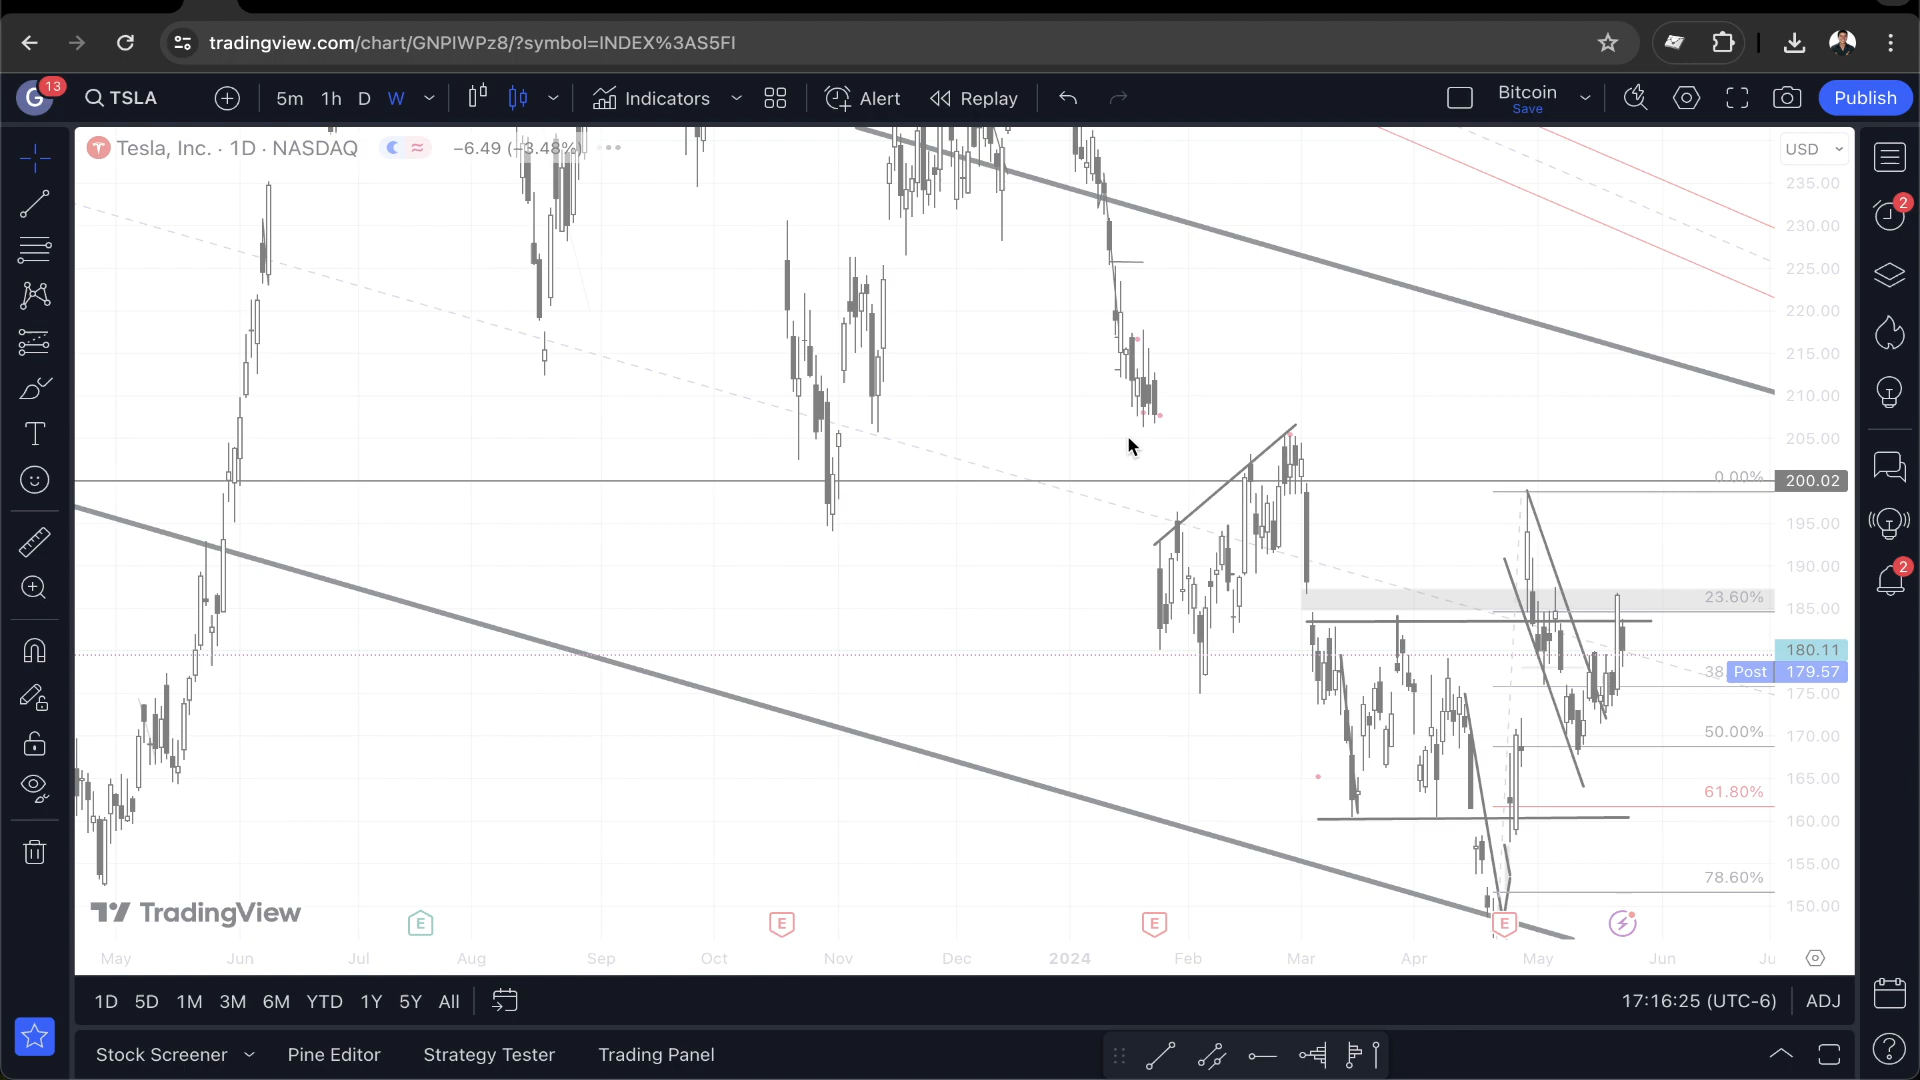 tradingview.com/chart/GNPIWPz8/?symbol=INDEX%3AS5FI
G 13 TSLA 5m 1h D W Indicators Alert Replay Bitcoin Save Publish
Tesla, Inc. · 1D · NASDAQ −6.49 (−3.48%) USD
235.00
230.00
225.00
220.00
215.00
210.00
205.00
0.00% 200.02
195.00
190.00
23.60%
185.00
180.11
38. Post 179.57
175.00
50.00% 170.00
165.00
61.80%
160.00
155.00
78.60%
150.00
TradingView
E E E E
May Jun Jul Aug Sep Oct Nov Dec 2024 Feb Mar Apr May Jun Ju
1D 5D 1M 3M 6M YTD 1Y 5Y All 17:16:25 (UTC-6) ADJ
Stock Screener Pine Editor Strategy Tester Trading Panel
2
2